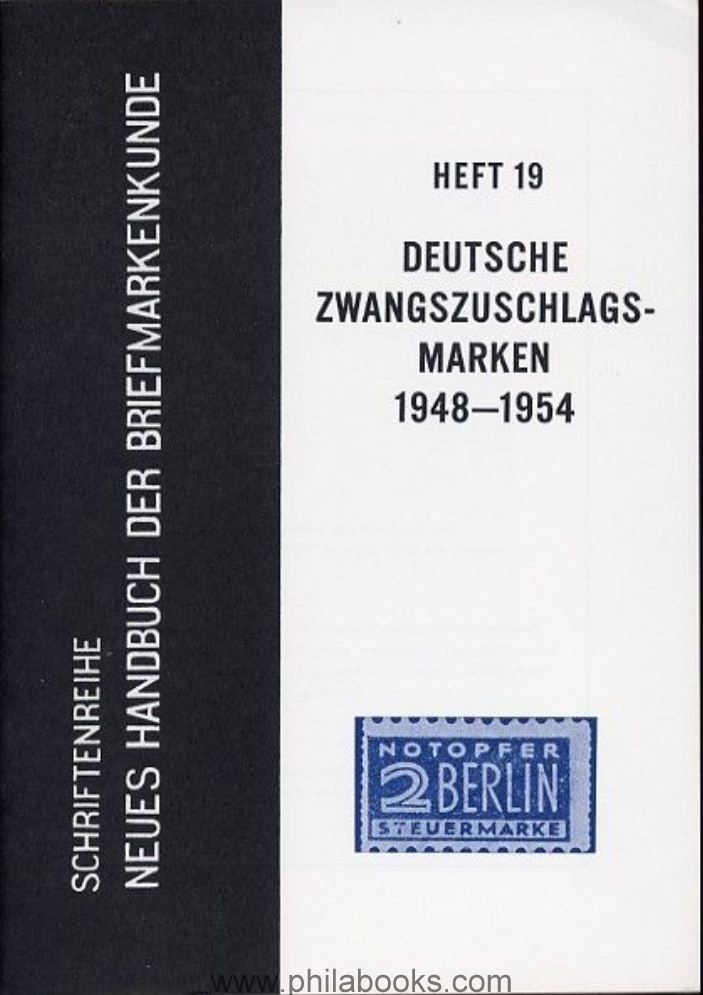 SCHRIFTENREIHE
NEUES HANDBUCH DER BRIEFMARKENKUNDE
HEFT 19
DEUTSCHE
ZWANGSZUSCHLAGS-
MARKEN
1948—1954
NOTOPFER
2 BERLIN
STEUERMARKE
www.philabooks.com